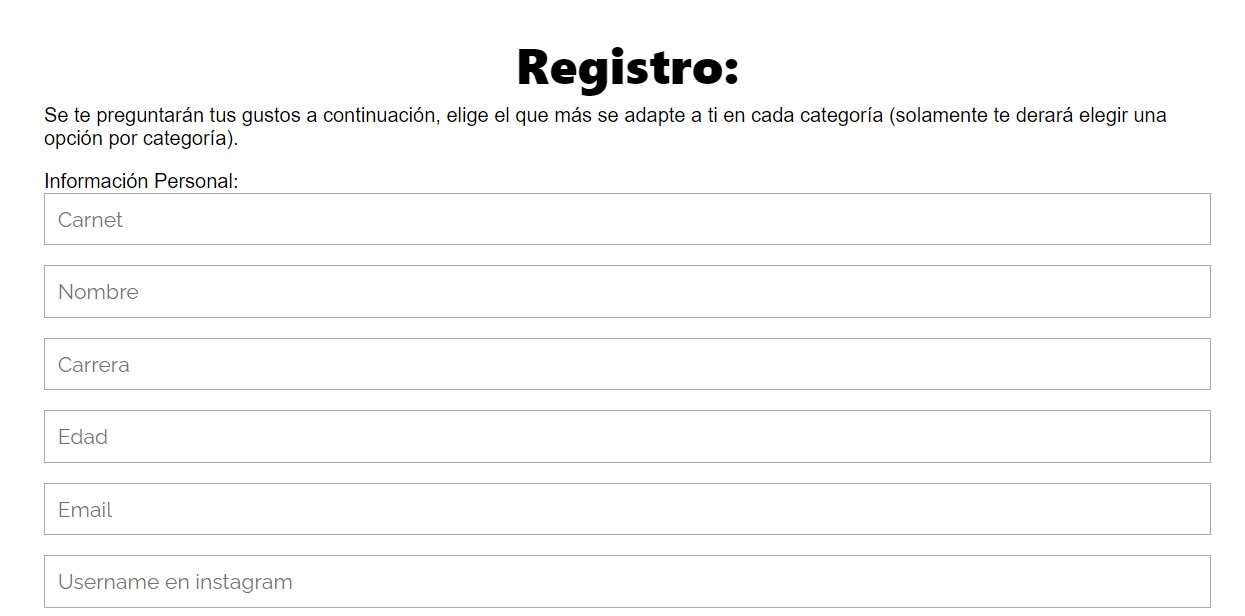 Registro:
Se te preguntarán tus gustos a continuación, elige el que más se adapte a ti en cada categoría (solamente te derará elegir una
opción por categoría).
Información Personal:
Carnet
Nombre
Carrera
Edad
Email
Username en instagram